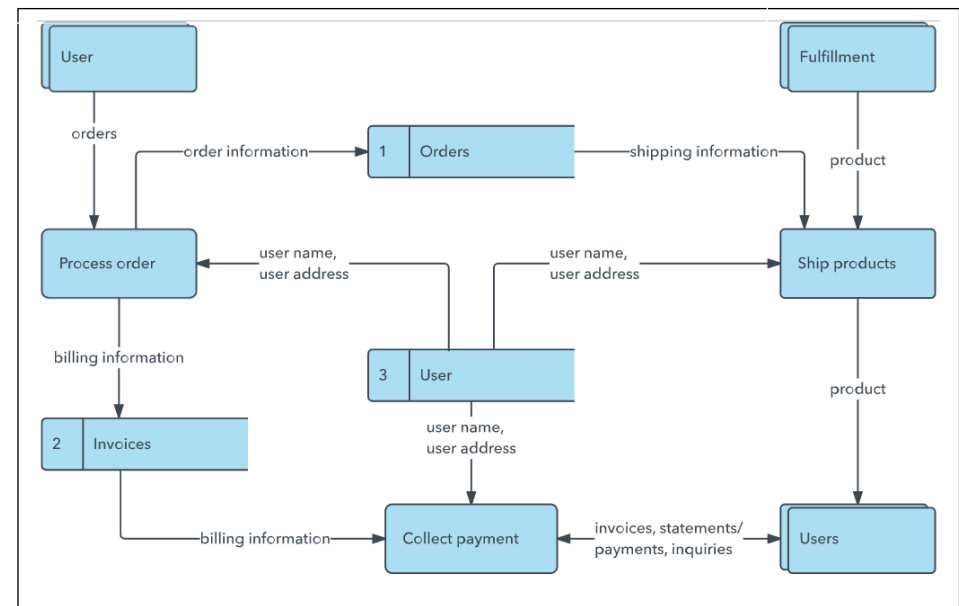 User
Fulfillment
orders
order information
1 Orders
shipping information
product
Process order
user name,
user address
user name,
user address
Ship products
billing information
3 User
product
2 Invoices
user name,
user address
billing information
Collect payment
invoices, statements/
payments, inquiries
Users